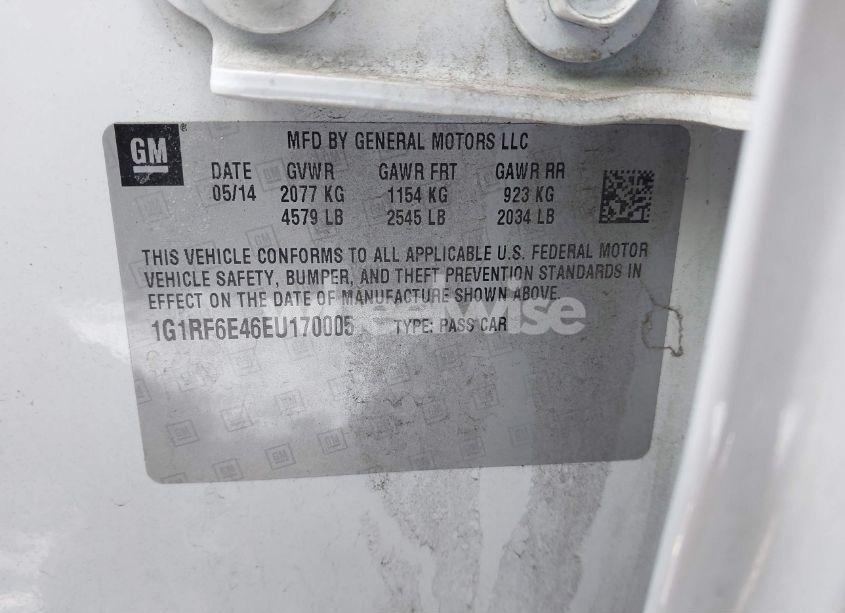 GM
MFD BY GENERAL MOTORS LLC
DATE GVWR GAWR FRT GAWR RR
05/14 2077 KG 1154 KG 923 KG
4579 LB 2545 LB 2034 LB
THIS VEHICLE CONFORMS TO ALL APPLICABLE U.S. FEDERAL MOTOR
VEHICLE SAFETY, BUMPER, AND THEFT PREVENTION STANDARDS IN
EFFECT ON THE DATE OF MANUFACTURE SHOWN ABOVE.
1G1RF6E46EU170005 TYPE: PASS CAR